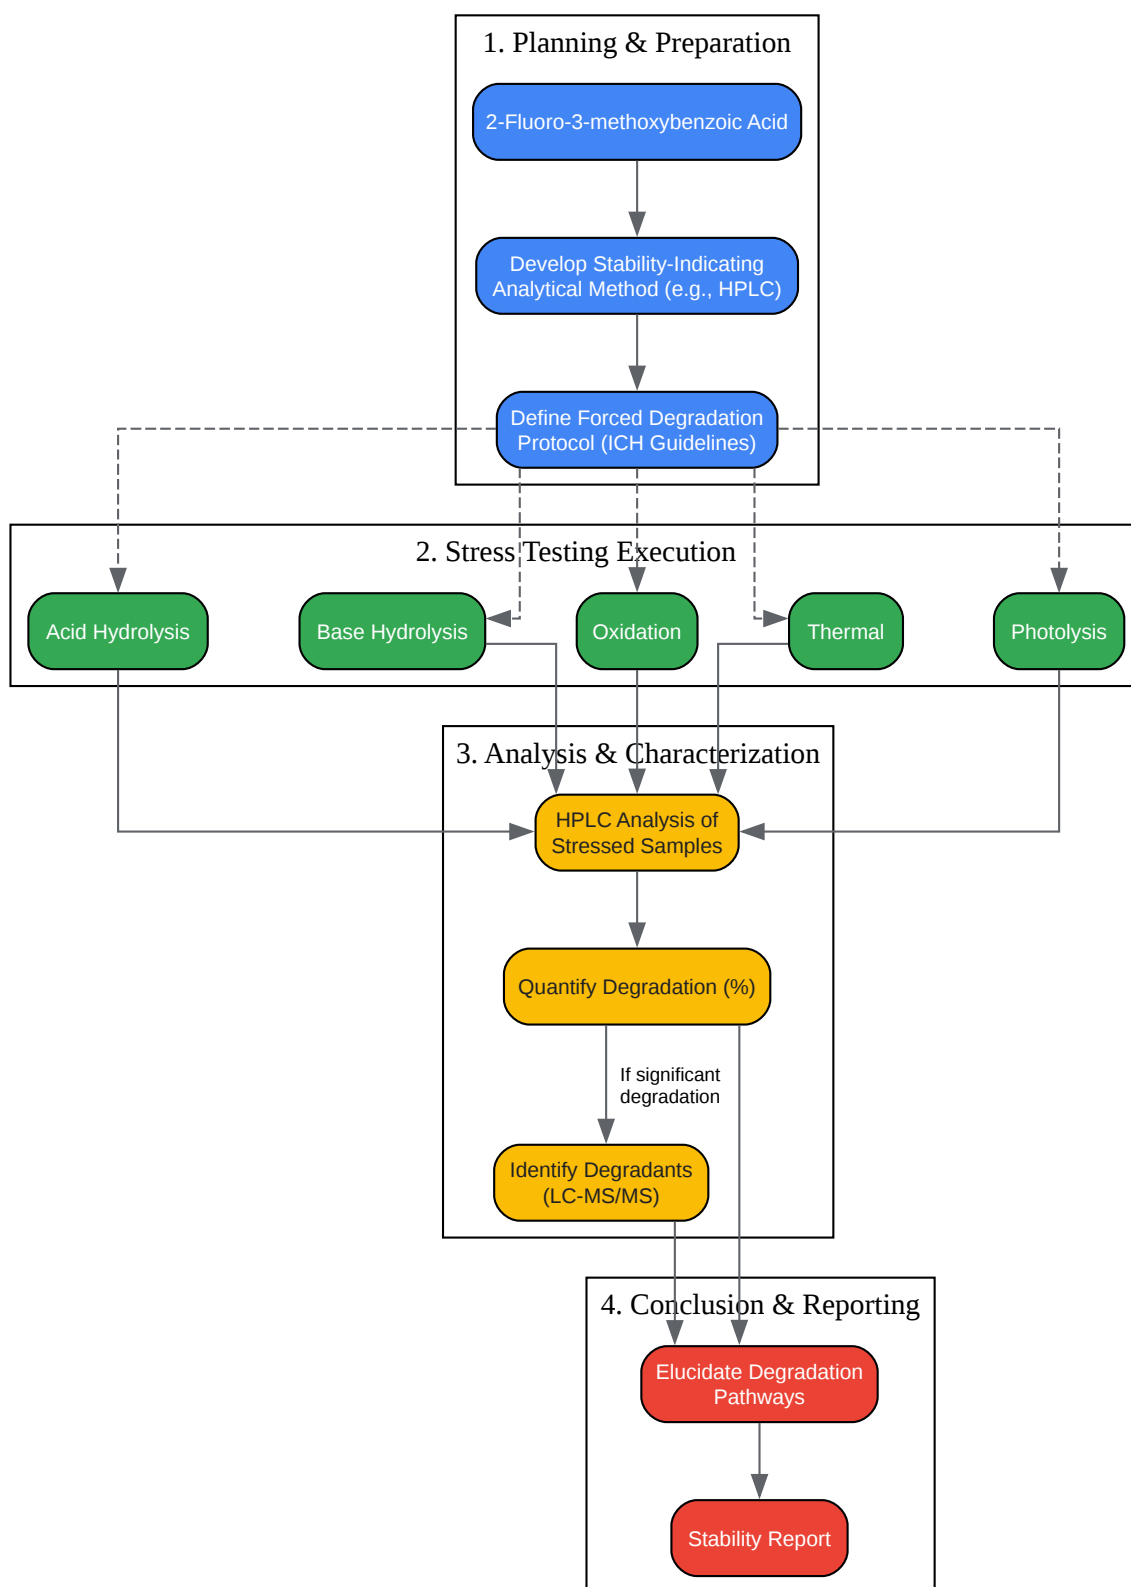 1. Planning & Preparation
2-Fluoro-3-methoxybenzoic Acid
Develop Stability-Indicating
Analytical Method (e.g., HPLC)
Define Forced Degradation
Protocol (ICH Guidelines)
2. Stress Testing Execution
Acid Hydrolysis
Base Hydrolysis
Oxidation
Thermal
Photolysis
3. Analysis & Characterization
HPLC Analysis of
Stressed Samples
Quantify Degradation (%)
If significant
degradation
Identify Degradants
(LC-MS/MS)
4. Conclusion & Reporting
Elucidate Degradation
Pathways
Stability Report